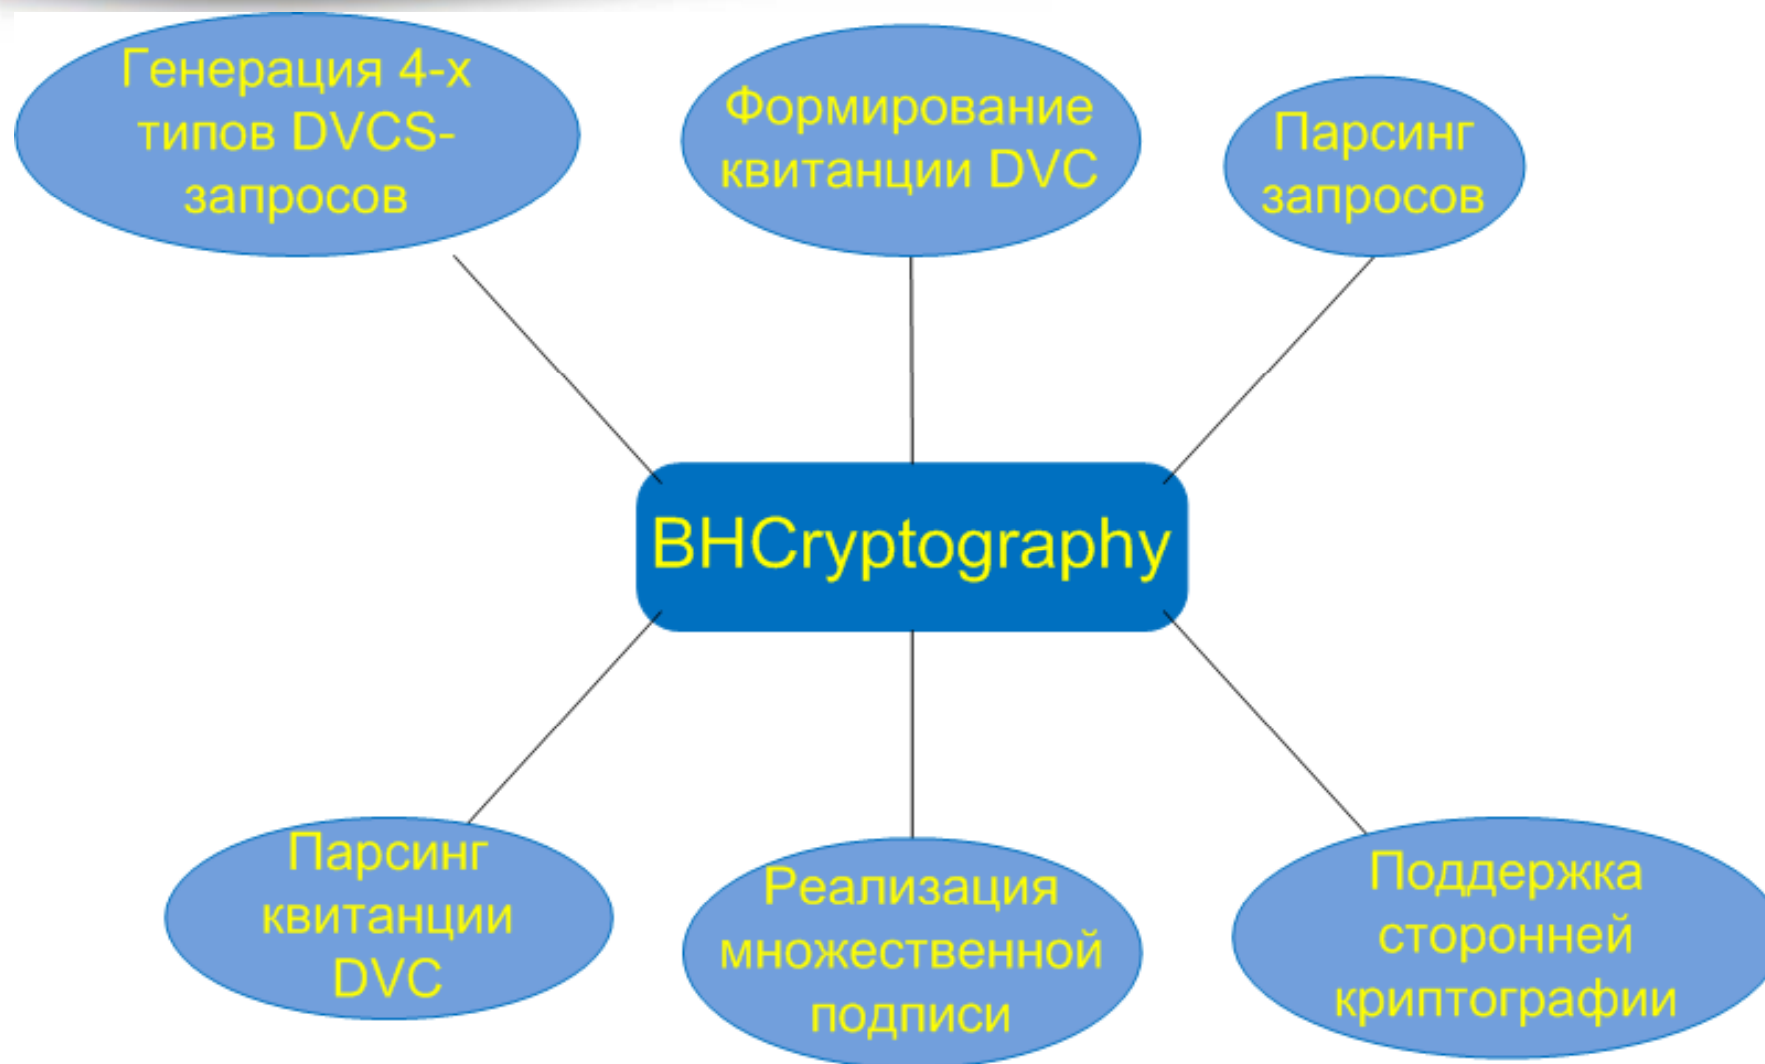 Генерация 4-х
типов DVCS-
запросов
Формирование
квитанции DVC
Парсинг
запросов
BHCryptography
Парсинг
квитанции
DVC
Реализация
множественной
подписи
Поддержка
сторонней
криптографии